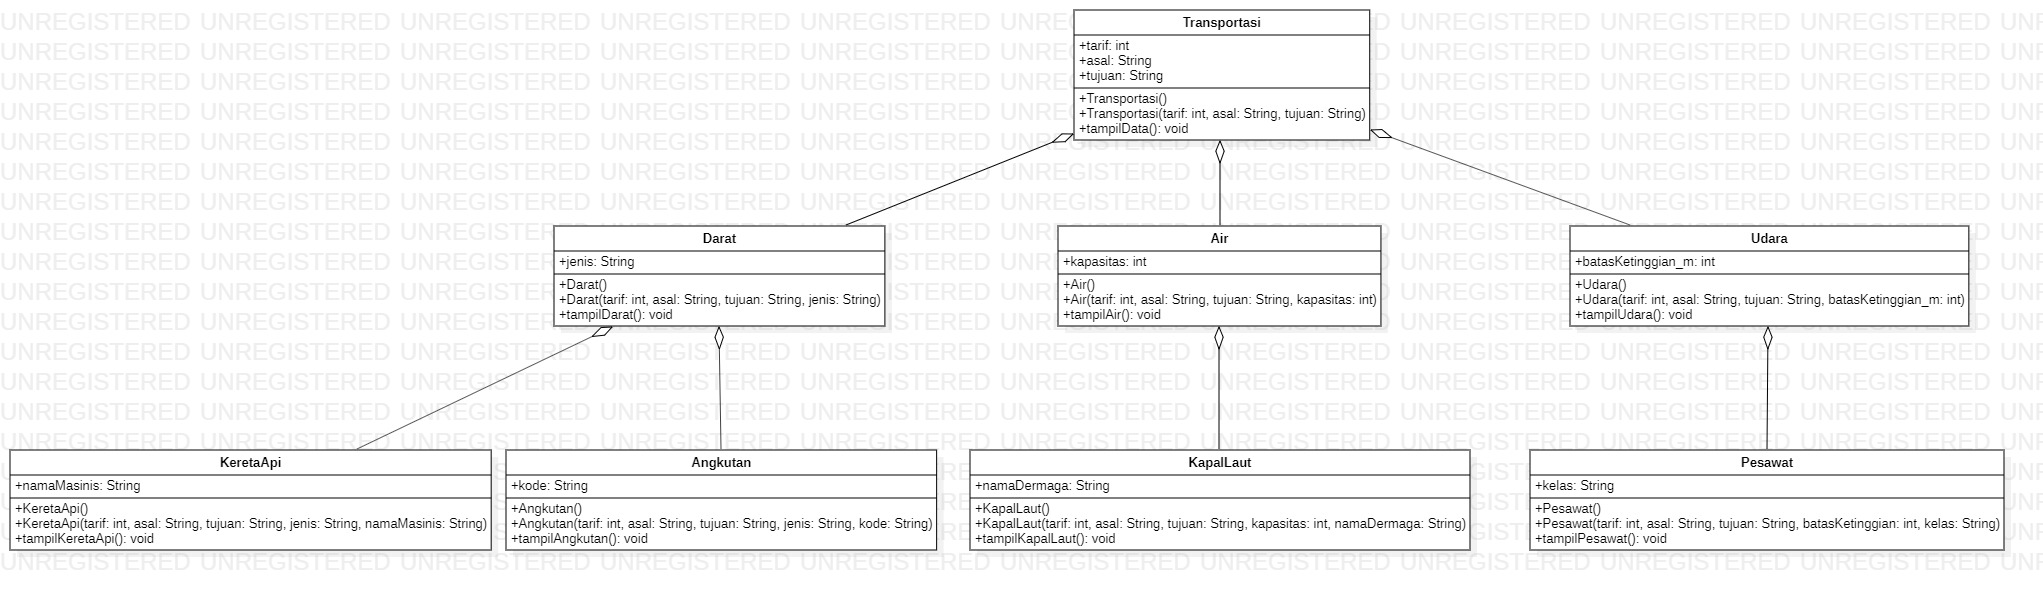 Transportasi
+tarif: int
+asal: String
+tujuan: String
+Transportasi()
+Transportasi(tarif: int, asal: String, tujuan: String)
+tampilData(): void
Darat
+jenis: String
+Darat()
+Darat(tarif: int, asal: String, tujuan: String, jenis: String)
+tampilDarat(): void
Air
+kapasitas: int
+Air()
+Air(tarif: int, asal: String, tujuan: String, kapasitas: int)
+tampilAir(): void
Udara
+batasKetinggian_m: int
+Udara()
+Udara(tarif: int, asal: String, tujuan: String, batasKetinggian_m: int)
+tampilUdara(): void
KeretaApi
+namaMasinis: String
+KeretaApi()
+KeretaApi(tarif: int, asal: String, tujuan: String, jenis: String, namaMasinis: String)
+tampilKeretaApi(): void
Angkutan
+kode: String
+Angkutan()
+Angkutan(tarif: int, asal: String, tujuan: String, jenis: String, kode: String)
+tampilAngkutan(): void
KapalLaut
+namaDermaga: String
+KapalLaut()
+KapalLaut(tarif: int, asal: String, tujuan: String, kapasitas: int, namaDermaga: String)
+tampilKapalLaut(): void
Pesawat
+kelas: String
+Pesawat()
+Pesawat(tarif: int, asal: String, tujuan: String, batasKetinggian: int, kelas: String)
+tampilPesawat(): void
UNREGISTERED